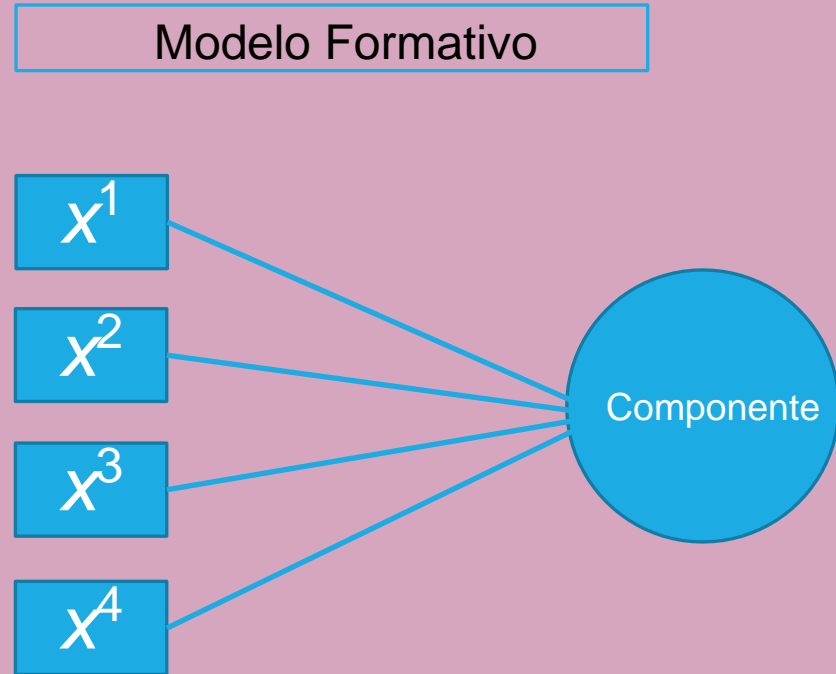 Modelo Formativo
x¹
x²
Componente
x³
x⁴